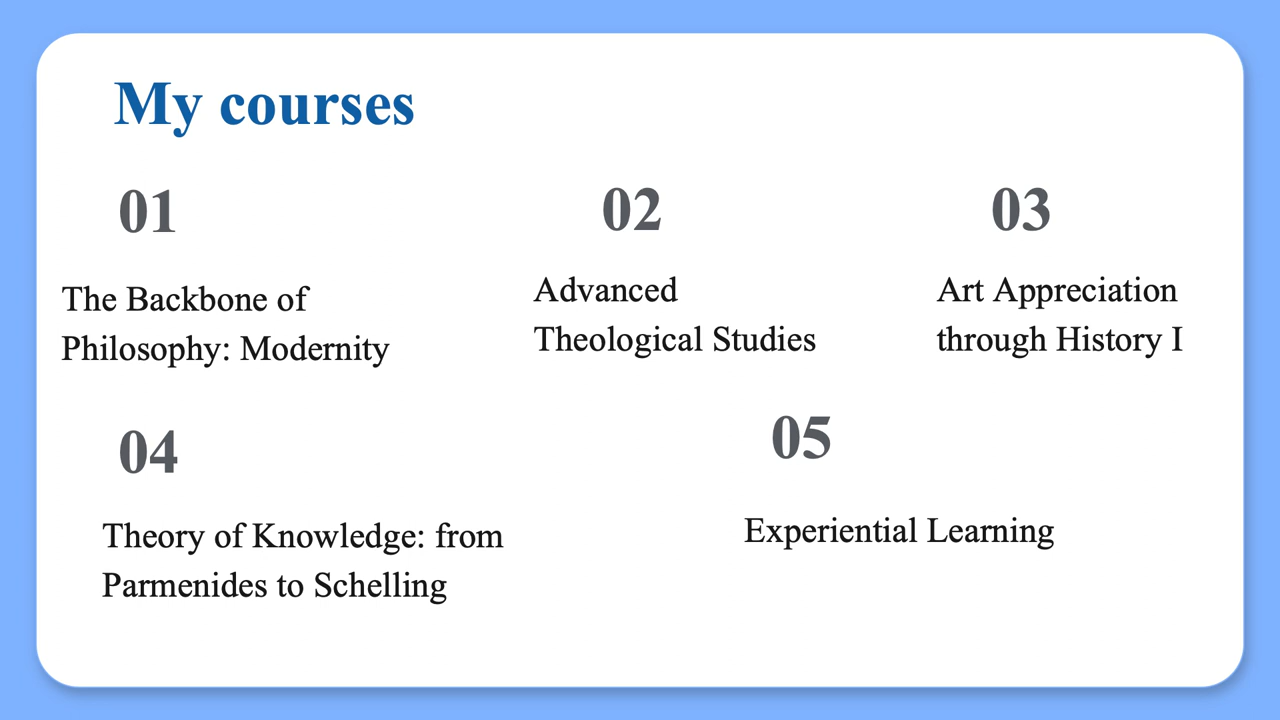 My courses
01
02
03
The Backbone of
Philosophy: Modernity
Advanced
Theological Studies
Art Appreciation
through History I
04
05
Theory of Knowledge: from
Parmenides to Schelling
Experiential Learning